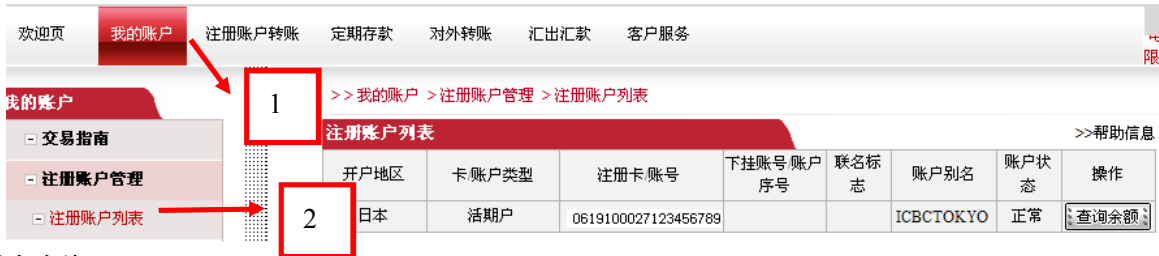 欢迎页 我的账户 注册账户转账 定期存款 对外转账 汇出汇款 客户服务
限
我的账户
1
>>我的账户 >注册账户管理 >注册账户列表
- 交易指南
注册账户列表 >>帮助信息
- 注册账户管理
开户地区 卡/账户类型 注册卡/账号 下挂账号/账户序号 联名标志 账户别名 账户状态 操作
- 注册账户列表
2
日本 活期户 0619100027123456789 ICBCTOKYO 正常 查询余额